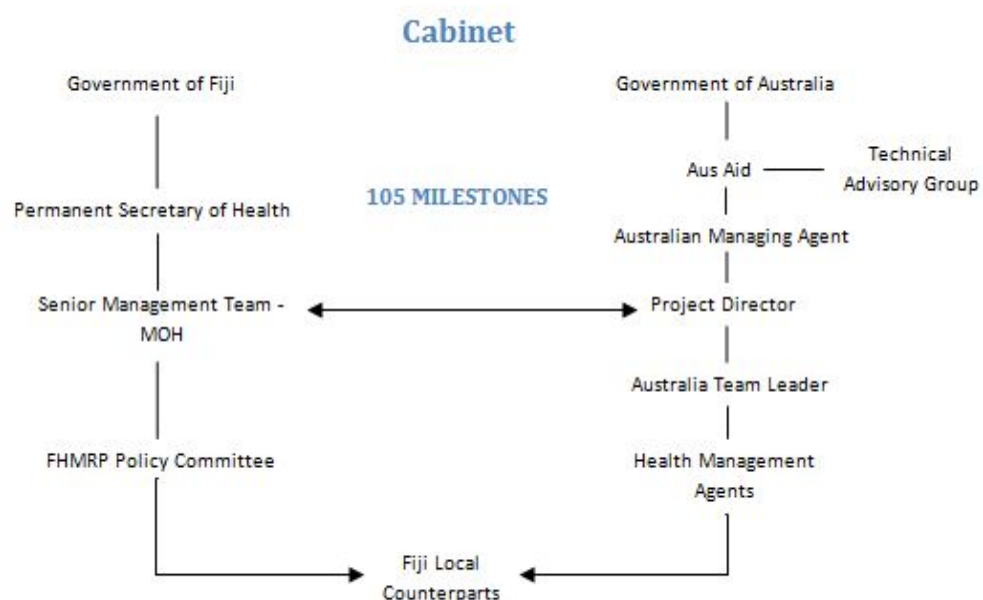 Cabinet
Government of Fiji
Government of Australia
Aus Aid
Technical
Advisory Group
Permanent Secretary of Health
105 MILESTONES
Australian Managing Agent
Senior Management Team -
MOH
Project Director
Australia Team Leader
FHMRP Policy Committee
Health Management
Agents
Fiji Local
Counterparts